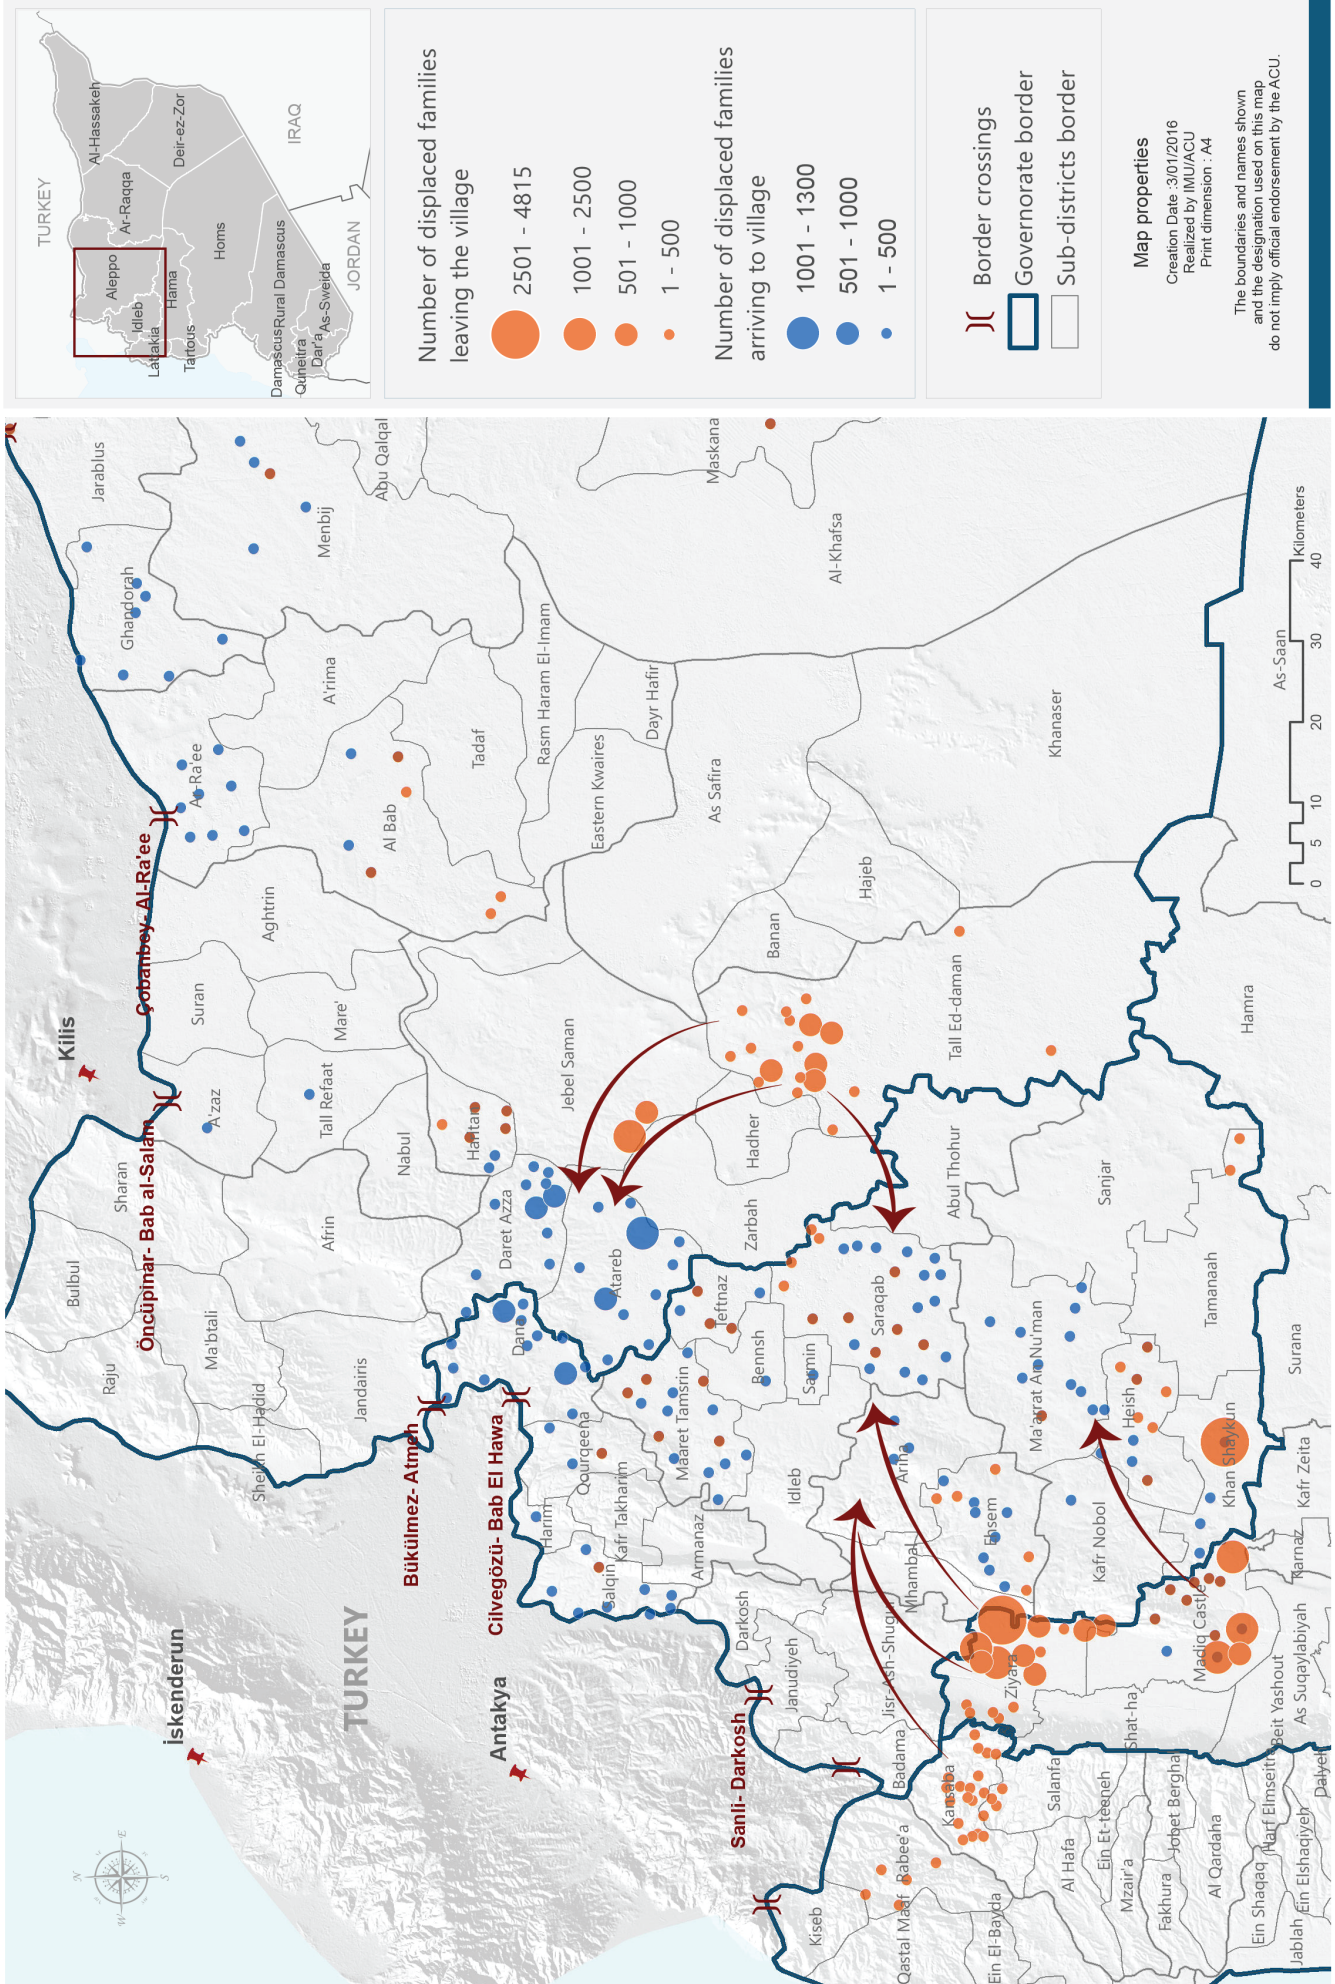 TURKEY
Al-Hassakeh
Aleppo
Ar-Raqqa
Idleb
Lattakia
Hama
Deir-ez-Zor
Tartous
Homs
IRAQ
Damascus
Rural Damascus
Quneitra
Dar'a
As-Sweida
JORDAN
Number of displaced families
leaving the village
2501 - 4815
1001 - 2500
501 - 1000
1 - 500
Number of displaced families
arriving to village
1001 - 1300
501 - 1000
1 - 500
Border crossings
Governorate border
Sub-districts border
Map properties
Creation Date :3/01/2016
Realized by IMU/ACU
Print dimension : A4
The boundaries and names shown
and the designation used on this map
do not imply official endorsement by the ACU.
N
E
S
W
İskenderun
Kilis
Antakya
TURKEY
Öncüpinar- Bab al-Salam
Çobanbey- Al-Ra'ee
Bükülmez- Atmeh
Cilvegözü- Bab El Hawa
Sanli- Darkosh
Jarablus
Ghandorah
Ar-Ra'ee
Bulbul
Sharan
Raju
A'zaz
Suran
Aghtrin
Ma'btali
Sheikh El-Hadid
Afrin
Tall Refaat
Mare'
Jandairis
Nabul
A'rima
Menbij
Abu Qalqal
Al Bab
Tadaf
Rasm Haram El-Imam
Eastern Kwaires
Dayr Hafir
Maskana
Al-Khafsa
Haritan
Daret Azza
Dana
Jebel Saman
Atareb
As Safira
Banan
Hajeb
Khanaser
Hadher
Zarbah
Tall Ed-daman
Harim
Qourqeena
Salqin
Kafr Takharim
Maaret Tamsrin
Teftnaz
Armanaz
Bennsh
Darkosh
Idleb
Sarmin
Saraqab
Abul Thohur
Janudiyeh
Jisr-Ash-Shugur
Mhambal
Ariha
Badama
Ehsem
Ma'arrat An Nu'man
Sanjar
Kafr Nobol
Heish
Tamanaah
Khan Shaykun
Ziyara
Madiq Castle
Shat-ha
Kiseb
Qastal Maaf
Rabee'a
Kansaba
Salanfa
Ein El-Bayda
Al Hafa
Ein Et-teeneh
Mzair'a
Jobet Berghal
Fakhura
Al Qardaha
Ein Shaqaq
Harf Elmseitra
Beit Yashout
As Suqaylabiyah
Karnaz
Kafr Zeita
Surana
Hamra
As-Saan
Jablah
Ein Elshaqiyeh
0
5
10
20
30
40
Kilometers